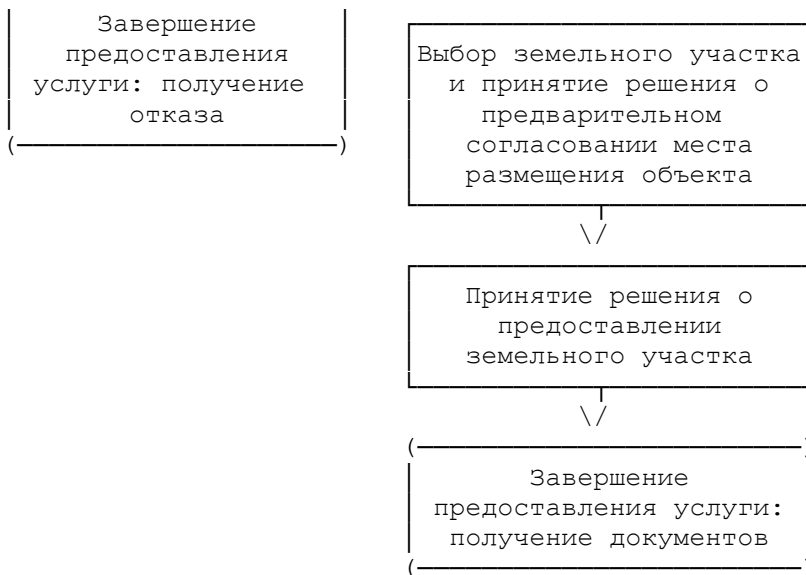 Завершение
предоставления
услуги: получение
отказа
Выбор земельного участка
и принятие решения о
предварительном
согласовании места
размещения объекта
Принятие решения о
предоставлении
земельного участка
Завершение
предоставления услуги:
получение документов